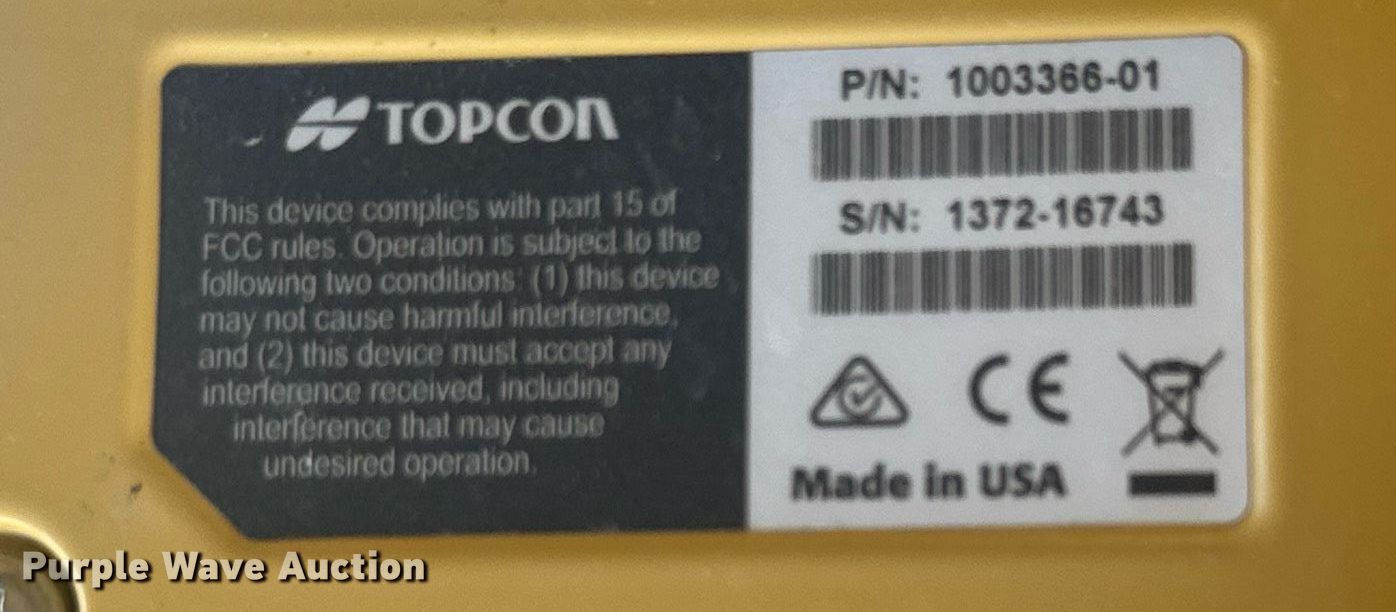 TOPCON
This device complies with part 15 of
FCC rules. Operation is subject to the
following two conditions: (1) this device
may not cause harmful interference,
and (2) this device must accept any
interference received, including
interference that may cause
undesired operation.
P/N: 1003366-01
S/N: 1372-16743
CE
Made in USA
Purple Wave Auction